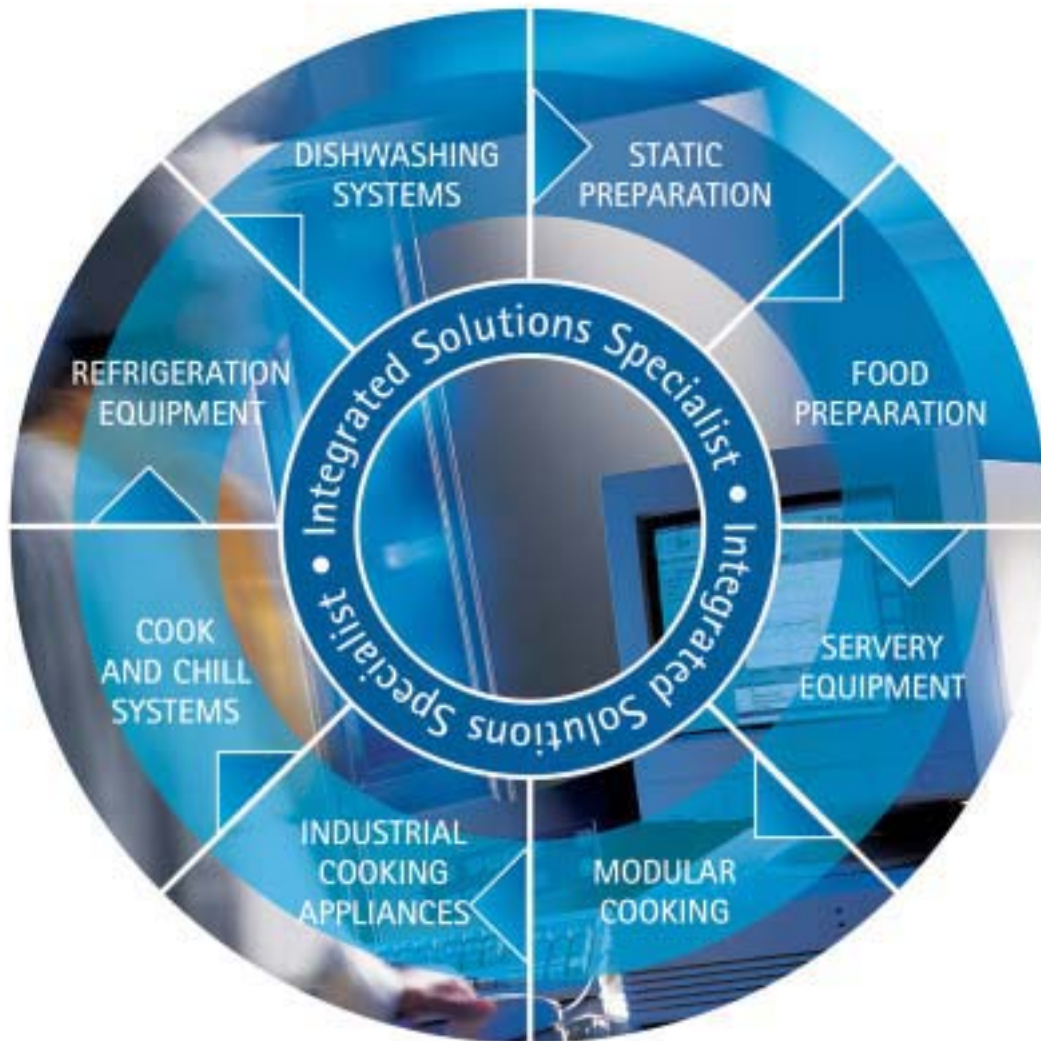 DISHWASHING
SYSTEMS
STATIC
PREPARATION
REFRIGERATION
EQUIPMENT
FOOD
PREPARATION
Integrated Solutions Specialist • Integrated Solutions Specialist •
COOK
AND CHILL
SYSTEMS
SERVERY
EQUIPMENT
INDUSTRIAL
COOKING
APPLIANCES
MODULAR
COOKING